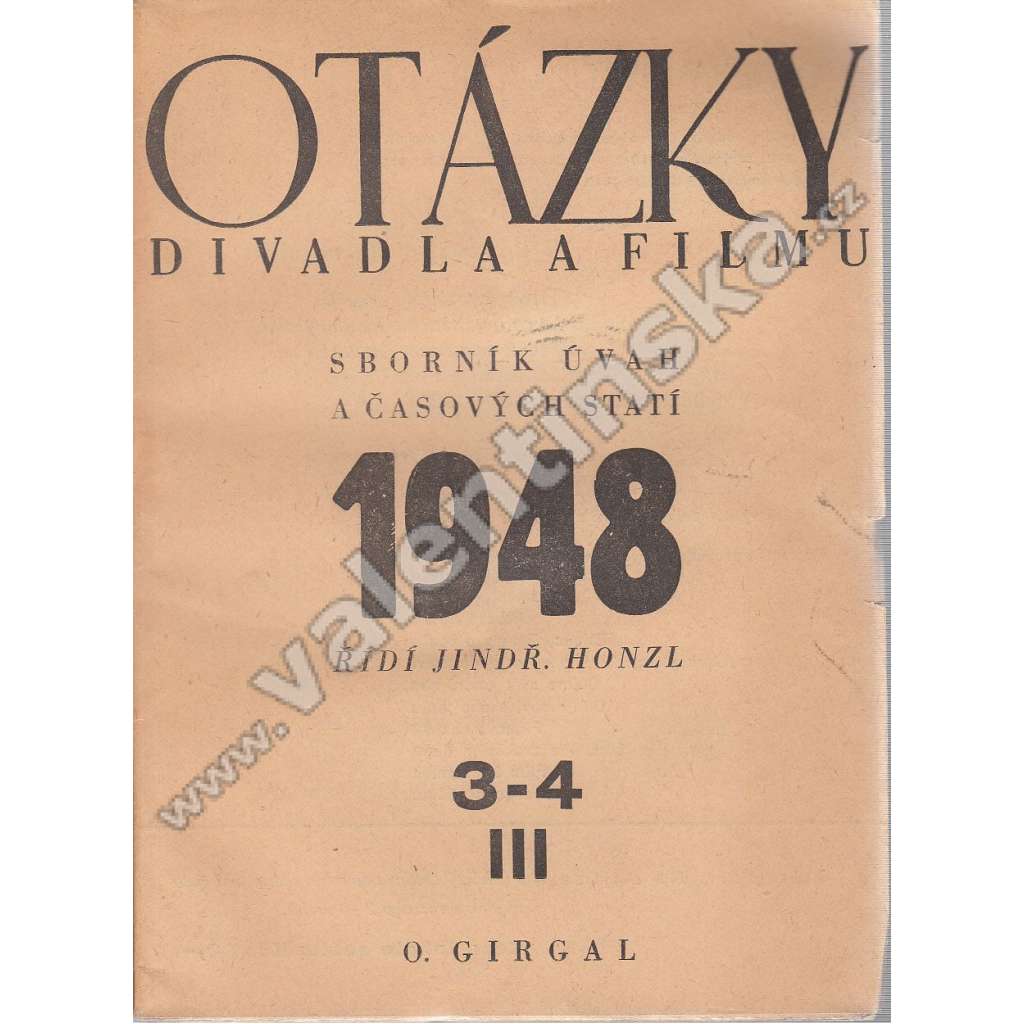 OTÁZKY
DIVADLA A FILMU
SBORNÍK ÚVAH
A ČASOVÝCH STATÍ
1948
ŘÍDÍ JINDŘ. HONZL
3-4
III
O. GIRGAL
www.valentinska.cz